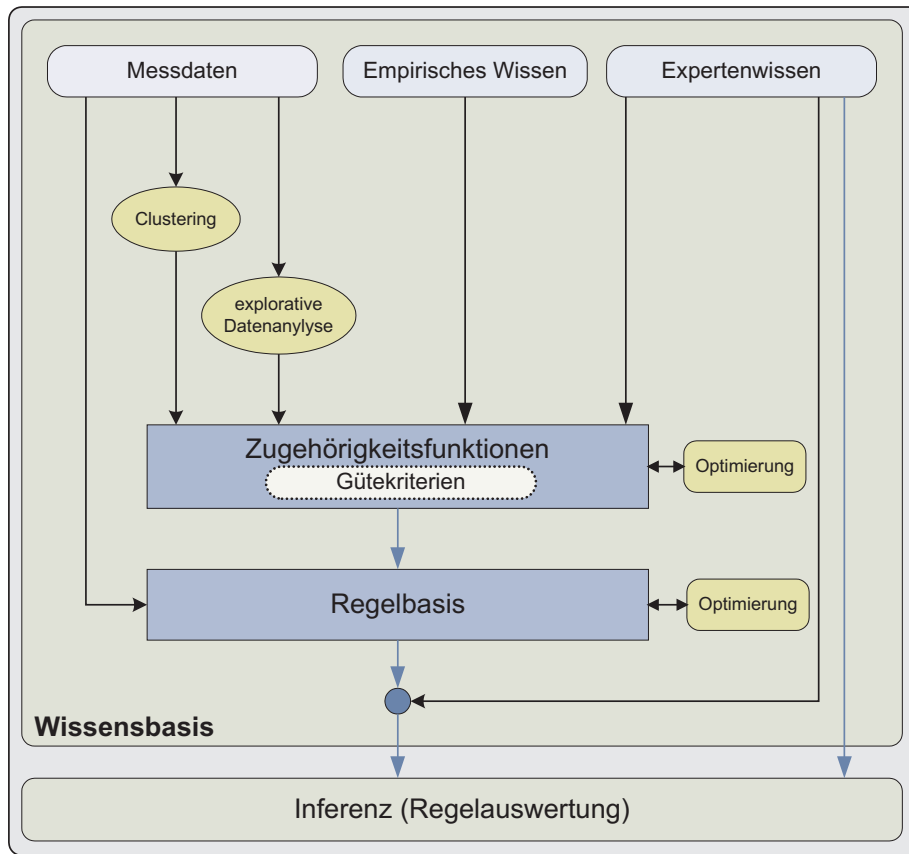 Messdaten
Empirisches Wissen
Expertenwissen
Clustering
explorative
Datenanylyse
Zugehörigkeitsfunktionen
Gütekriterien
Optimierung
Regelbasis
Optimierung
Wissensbasis
Inferenz (Regelauswertung)